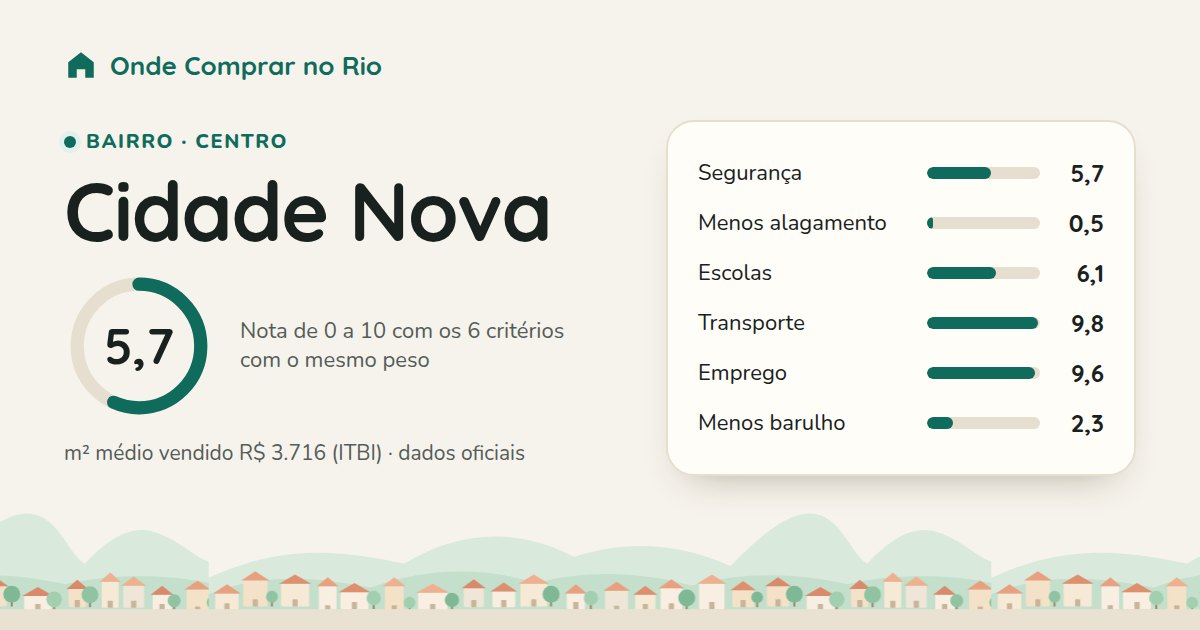 Onde Comprar no Rio
BAIRRO · CENTRO
Cidade Nova
5,7
Nota de 0 a 10 com os 6 critérios
com o mesmo peso
m² médio vendido R$ 3.716 (ITBI) · dados oficiais
Segurança 5,7
Menos alagamento 0,5
Escolas 6,1
Transporte 9,8
Emprego 9,6
Menos barulho 2,3